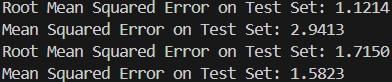 Root Mean Squared Error on Test Set: 1.1214
Mean Squared Error on Test Set: 2.9413
Root Mean Squared Error on Test Set: 1.7150
Mean Squared Error on Test Set: 1.5823